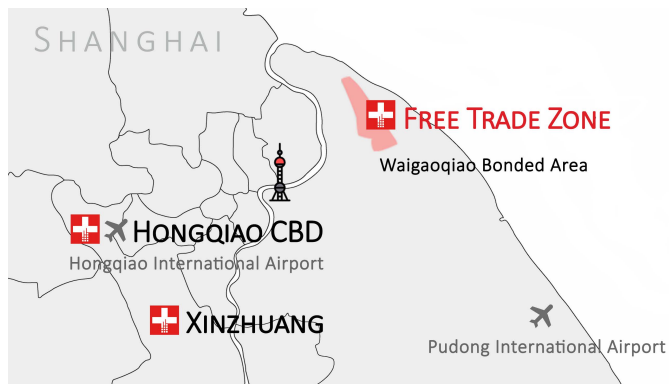 SHANGHAI
FREE TRADE ZONE
Waigaoqiao Bonded Area
HONGQIAO CBD
Hongqiao International Airport
XINZHUANG
Pudong International Airport